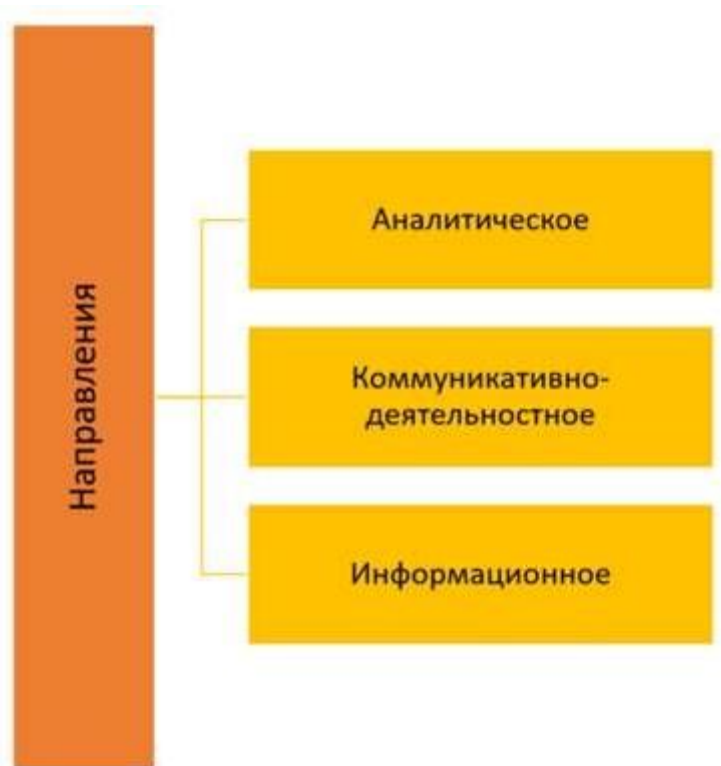 Направления
Аналитическое
Коммуникативно-
деятельностное
Информационное